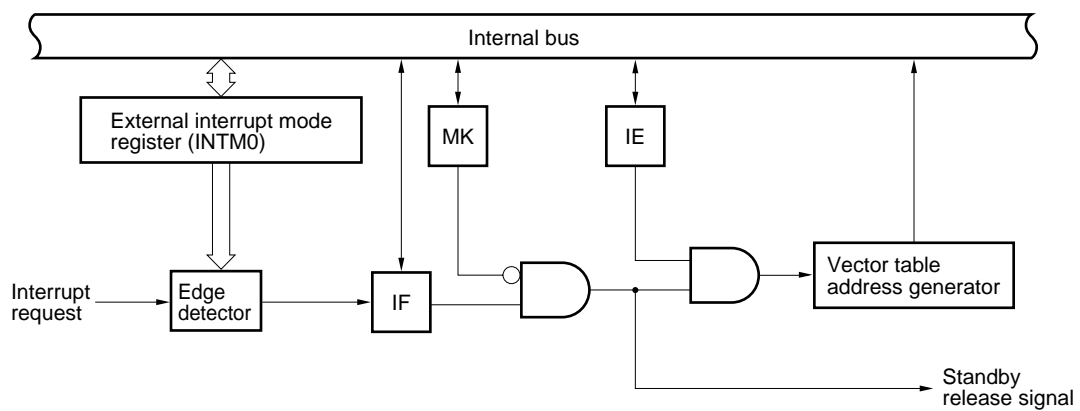 Internal bus
External interrupt mode
register (INTM0)
MK
IE
Vector table
address generator
Interrupt
request
Edge
detector
IF
Standby
release signal